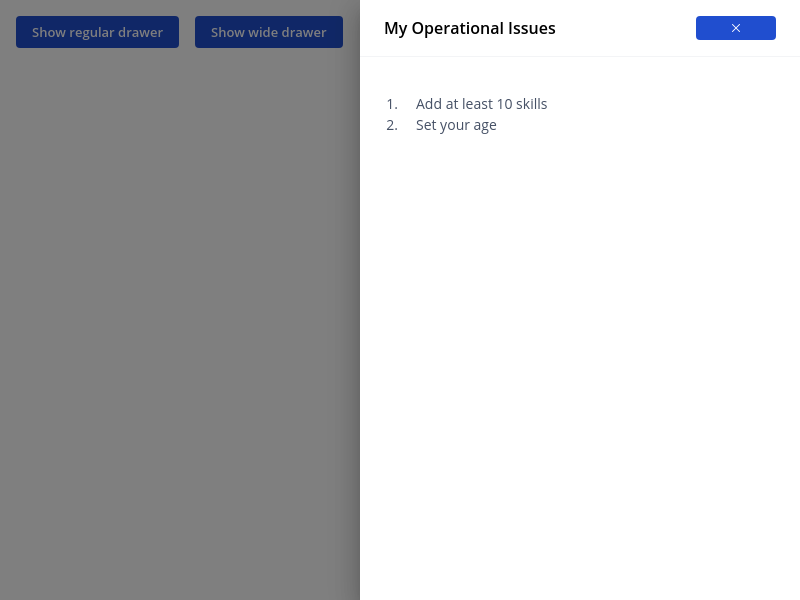 Show regular drawer
Show wide drawer
My Operational Issues
1. Add at least 10 skills
2. Set your age